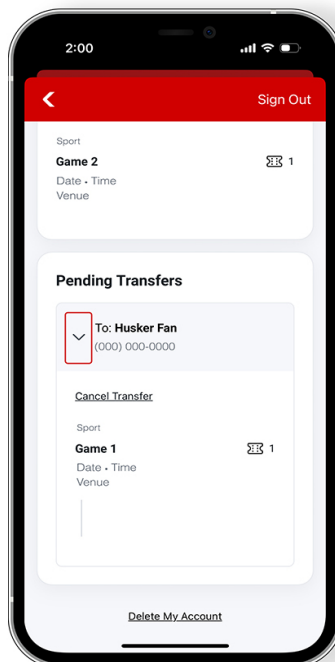 2:00
Sign Out
Sport
Game 2
1
Date • Time
Venue
Pending Transfers
To: Husker Fan
(000) 000-0000
Cancel Transfer
Sport
Game 1
1
Date • Time
Venue
Delete My Account